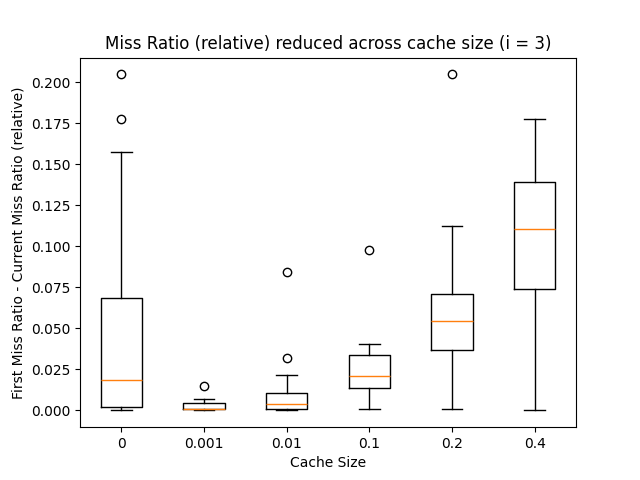 Miss Ratio (relative) reduced across cache size (i = 3)
First Miss Ratio - Current Miss Ratio (relative)
0.200
0.175
0.150
0.125
0.100
0.075
0.050
0.025
0.000
0 0.001 0.01 0.1 0.2 0.4
Cache Size